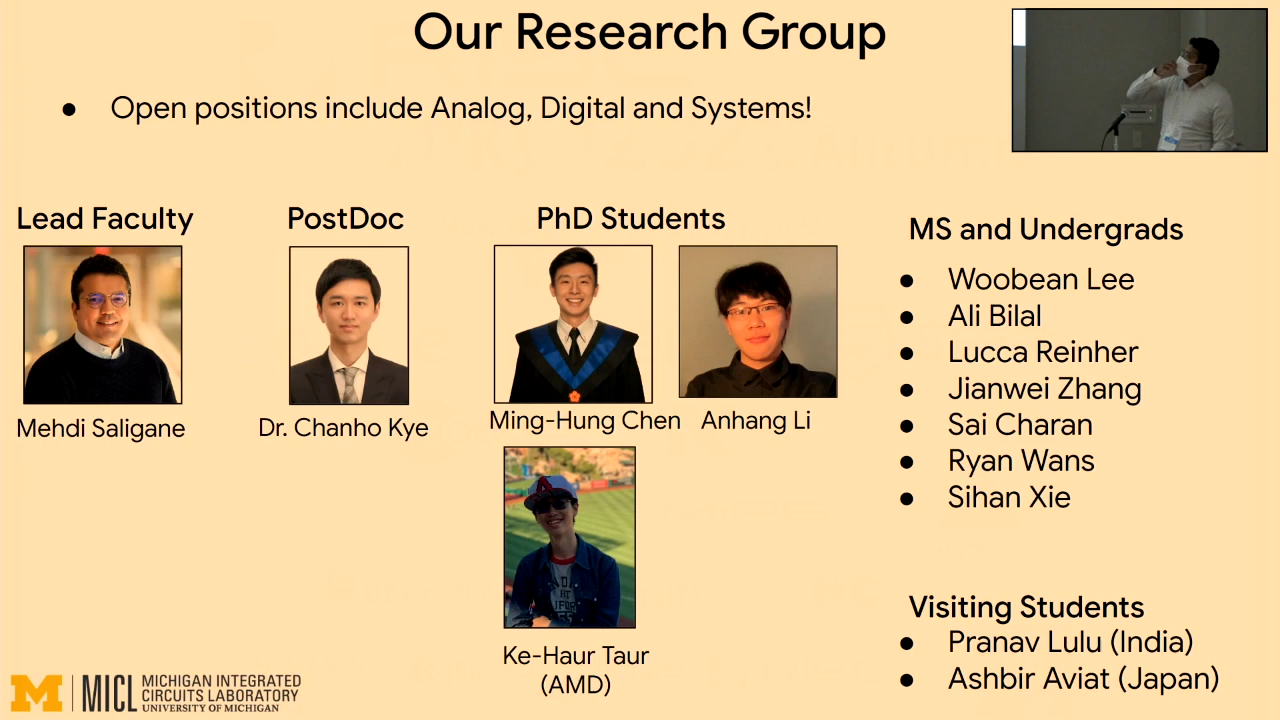 Our Research Group
● Open positions include Analog, Digital and Systems!
Lead Faculty
Mehdi Saligane
PostDoc
Dr. Chanho Kye
PhD Students
Ming-Hung Chen
Anhang Li
Ke-Haur Taur
(AMD)
MS and Undergrads
● Woobean Lee
● Ali Bilal
● Lucca Reinher
● Jianwei Zhang
● Sai Charan
● Ryan Wans
● Sihan Xie
Visiting Students
● Pranav Lulu (India)
● Ashbir Aviat (Japan)
M | MICL MICHIGAN INTEGRATED
CIRCUITS LABORATORY
UNIVERSITY OF MICHIGAN